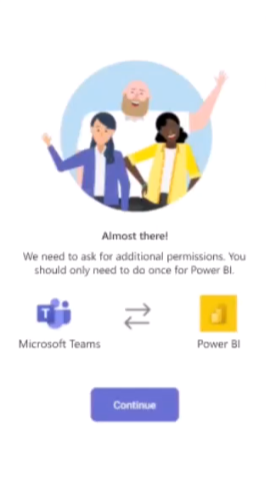 Almost there!
We need to ask for additional permissions. You
should only need to do once for Power BI.
T
Microsoft Teams
Power BI
Continue